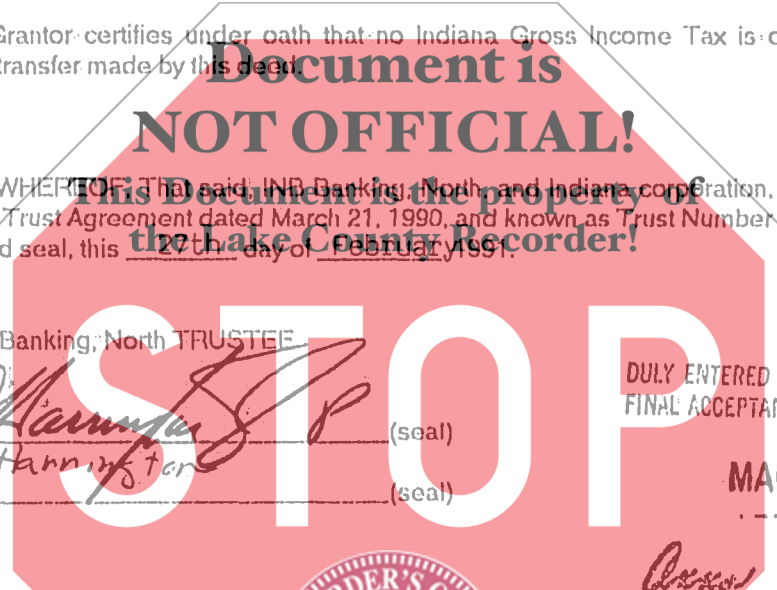 Grantor certifies under oath that no Indiana Gross Income Tax is
transfer made by this deed.
Document is
NOT OFFICIAL!
WHEREOF, That said, INB Banking, North, and Indiana corporation,
This Document is the property of
Trust Agreement dated March 21, 1990, and known as Trust Number
the Lake County Recorder!
d seal, this 27th day of February 1991.
STOP
Banking, North TRUSTEE
(seal)
Harrington
(seal)
DULY ENTERED
FINAL ACCEPTAN
MA
RDER'S